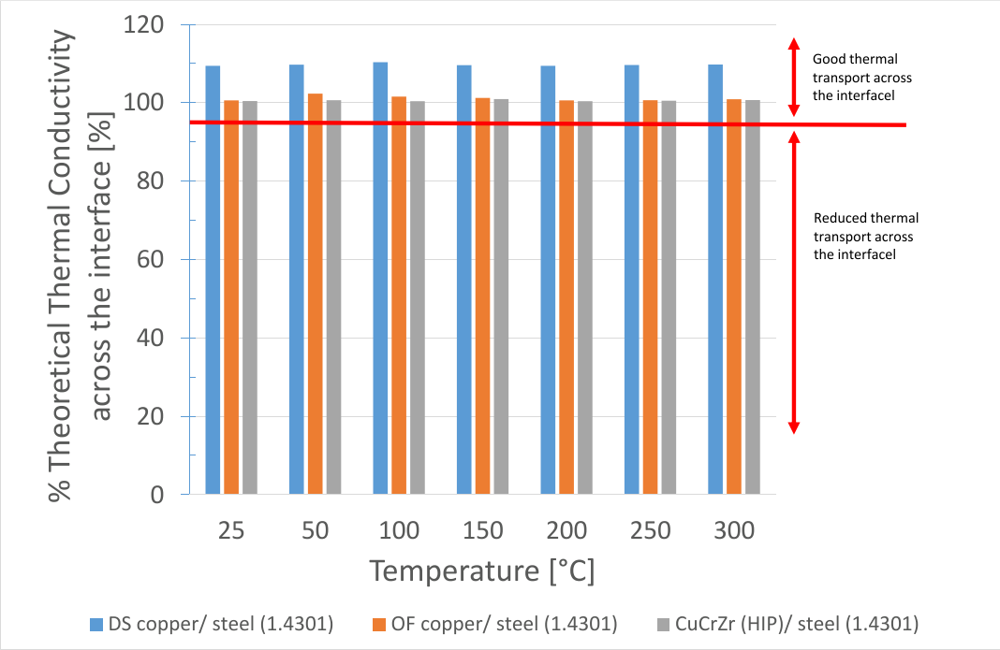 % Theoretical Thermal Conductivity
across the interface [%]
120
100
80
60
40
20
0
25 50 100 150 200 250 300
Temperature [°C]
Good thermal
transport across
the interfacel
Reduced thermal
transport across
the interfacel
DS copper/ steel (1.4301) OF copper/ steel (1.4301) CuCrZr (HIP)/ steel (1.4301)